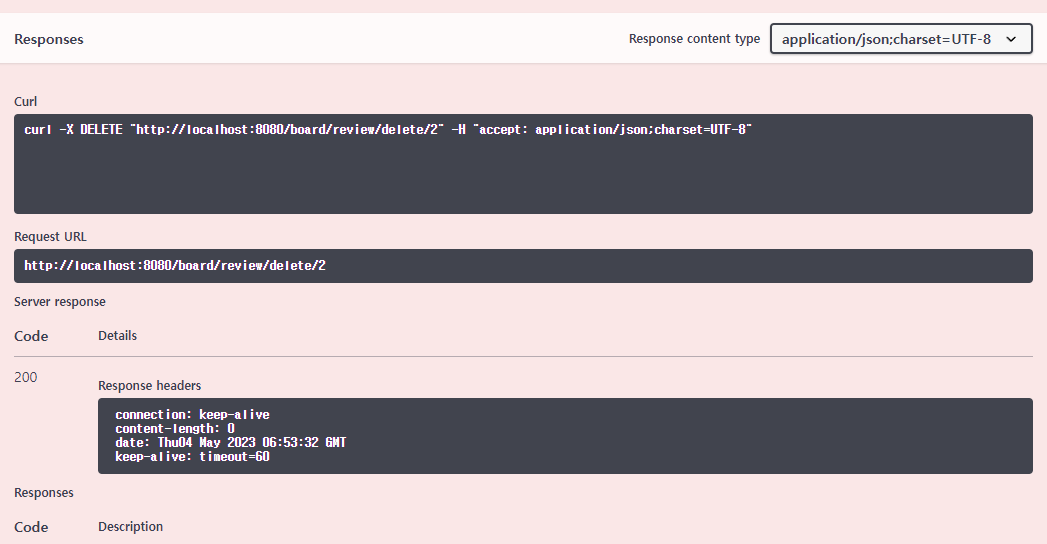 Responses
Response content type
application/json;charset=UTF-8
Curl
curl -X DELETE "http://localhost:8080/board/review/delete/2" -H "accept: application/json;charset=UTF-8"
Request URL
http://localhost:8080/board/review/delete/2
Server response
Code Details
200
Response headers
connection: keep-alive
content-length: 0
date: Thu04 May 2023 06:53:32 GMT
keep-alive: timeout=60
Responses
Code Description